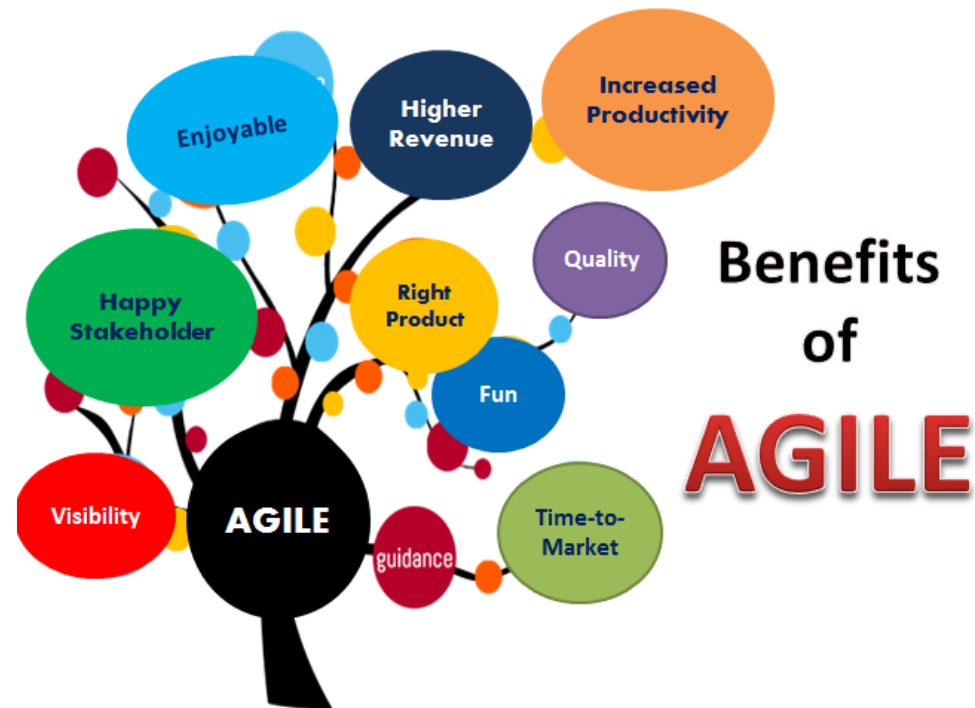 Enjoyable
Higher
Revenue
Increased
Productivity
Happy
Stakeholder
Right
Product
Quality
Fun
Visibility
AGILE
guidance
Time-to-
Market
Benefits
of
AGILE